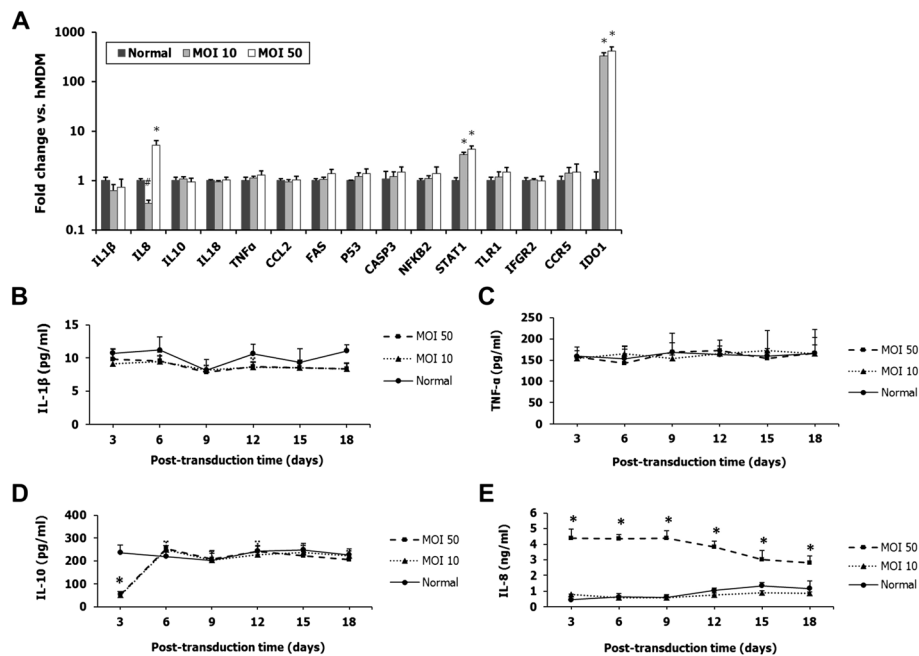 A
Fold change vs. hMDM
1000
100
10
1
0.1
Normal MOI 10 MOI 50
#
*
*
*
*
*
IL1β IL8 IL10 IL18 TNFα CCL2 FAS P53 CASP3 NFKB2 STAT1 TLR1 IFGR2 CCR5 IDO1
B
IL-1β (pg/ml)
15
10
5
0
3 6 9 12 15 18
Post-transduction time (days)
MOI 50
MOI 10
Normal
C
TNF-α (pg/ml)
250
200
150
100
50
0
3 6 9 12 15 18
Post-transduction time (days)
MOI 50
MOI 10
Normal
D
IL-10 (pg/ml)
400
300
200
100
0
*
3 6 9 12 15 18
Post-transduction time (days)
MOI 50
MOI 10
Normal
E
IL-8 (ng/ml)
6
5
4
3
2
1
0
* * * * * *
3 6 9 12 15 18
Post-transduction time (days)
MOI 50
MOI 10
Normal